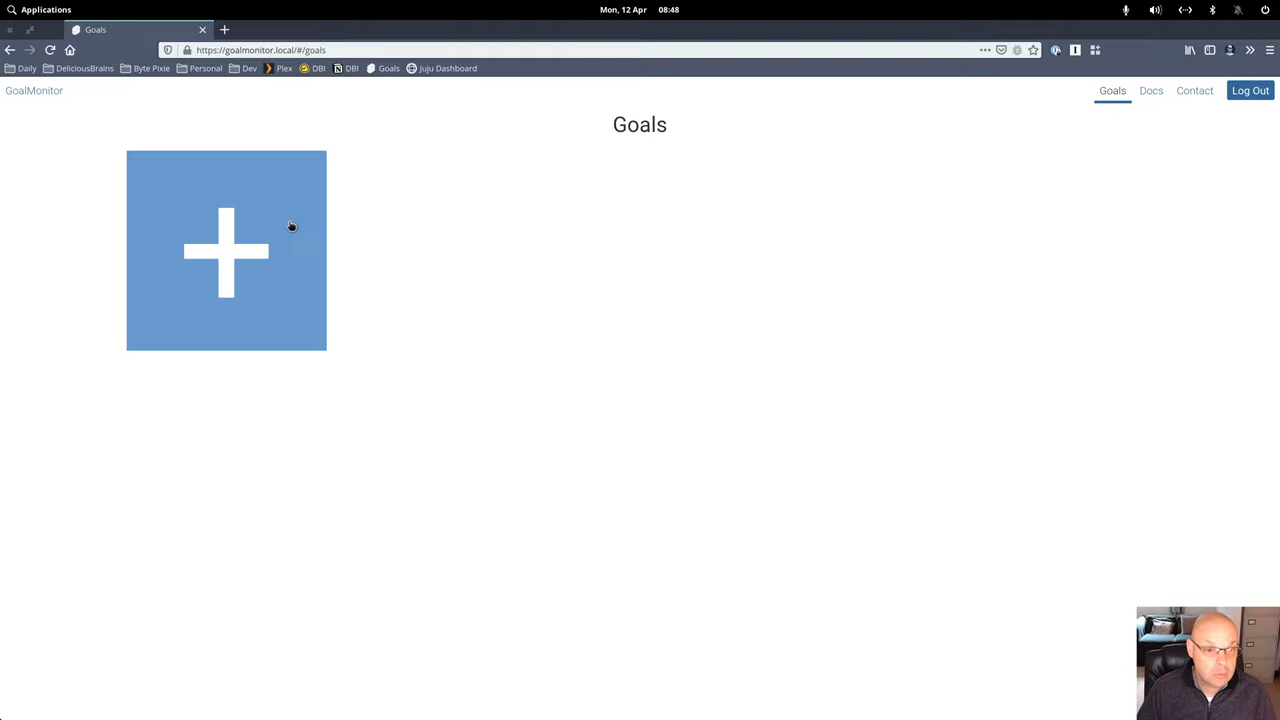 Applications
Mon, 12 Apr 08:48
Goals
https://goalmonitor.local/#/goals
Daily DeliciousBrains Byte Pixie Personal Dev Plex DBI DBI Goals Juju Dashboard
GoalMonitor
Goals Docs Contact Log Out
Goals